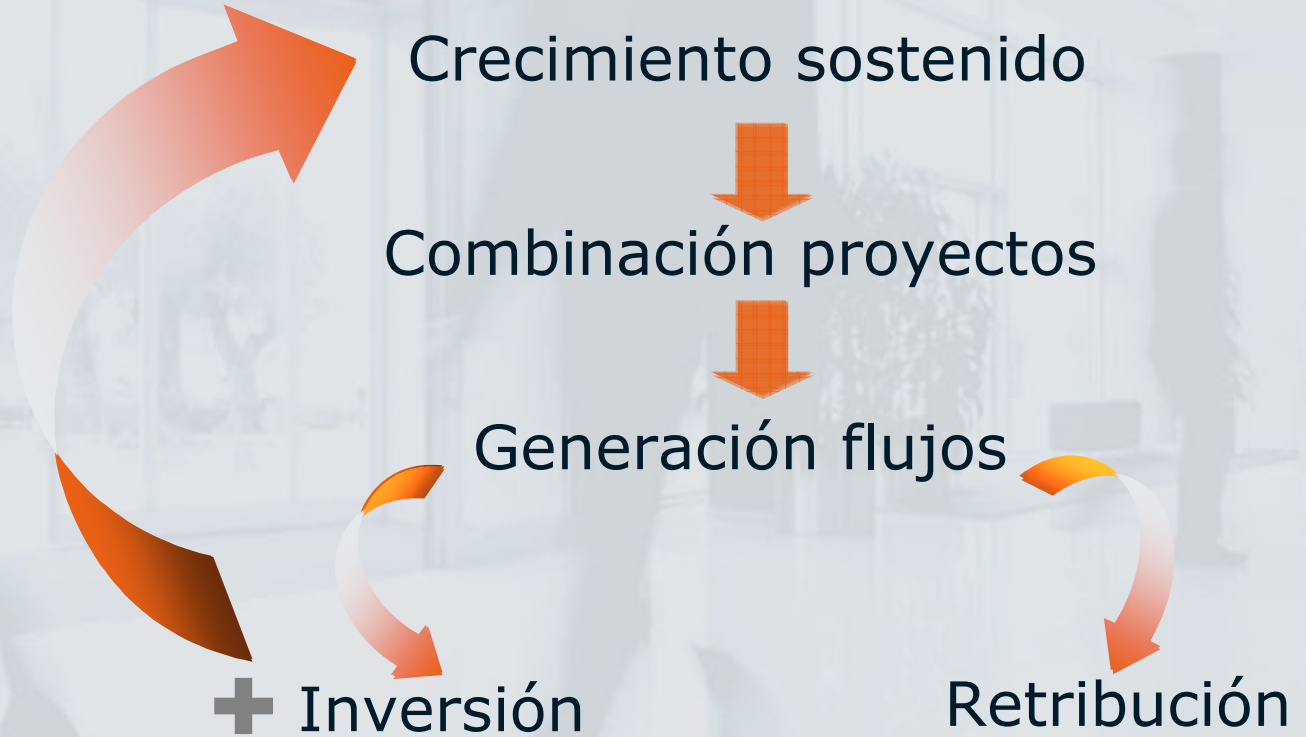 Crecimiento sostenido
Combinación proyectos
Generación flujos
+ Inversión
Retribución